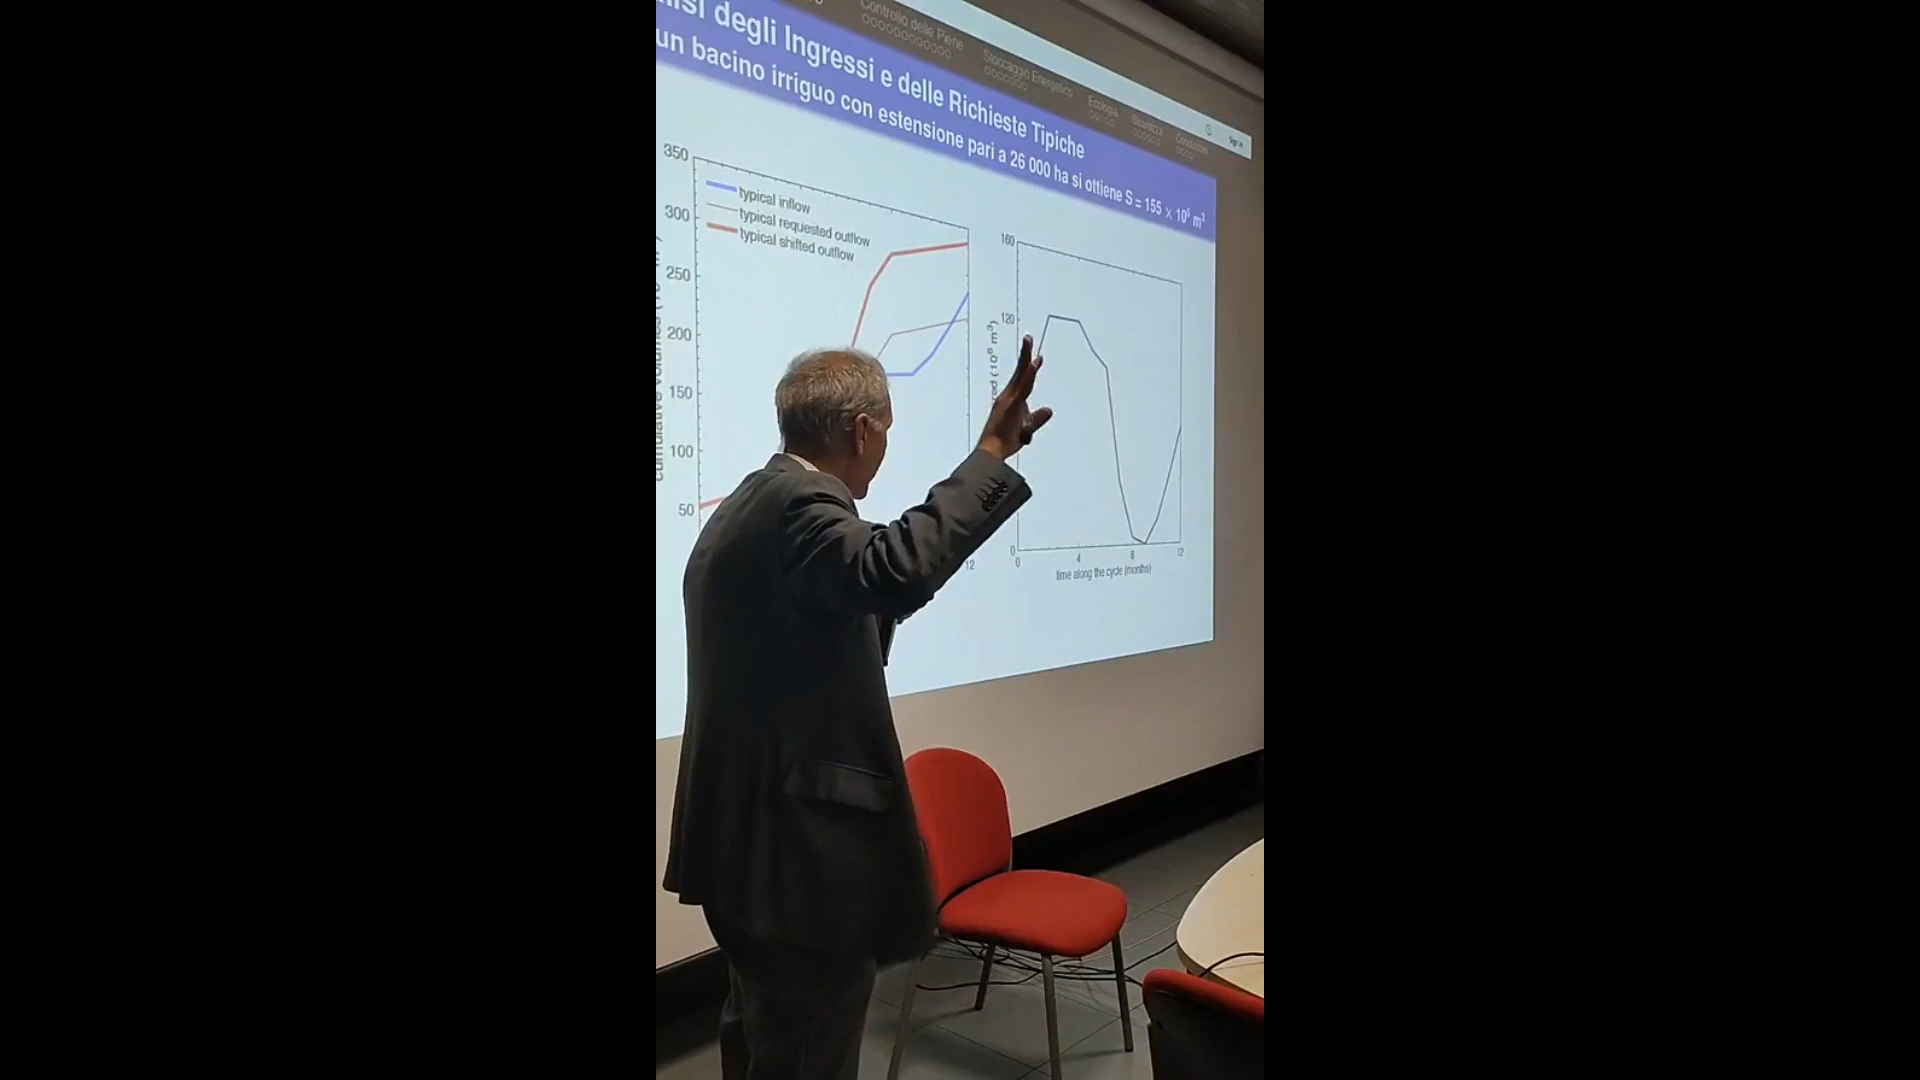 Controllo delle Piene
Stoccaggio Energetico
Ecologia
Sicurezza
Conclusioni
Sign in
degli Ingressi e delle Richieste Tipiche
un bacino irriguo con estensione pari a 26 000 ha si ottiene S = 155 × 10⁶ m³
350
300
250
200
150
100
50
typical inflow
typical requested outflow
typical shifted outflow
12
160
120
0
(10⁶ m³)
0
4
8
12
time along the cycle (months)